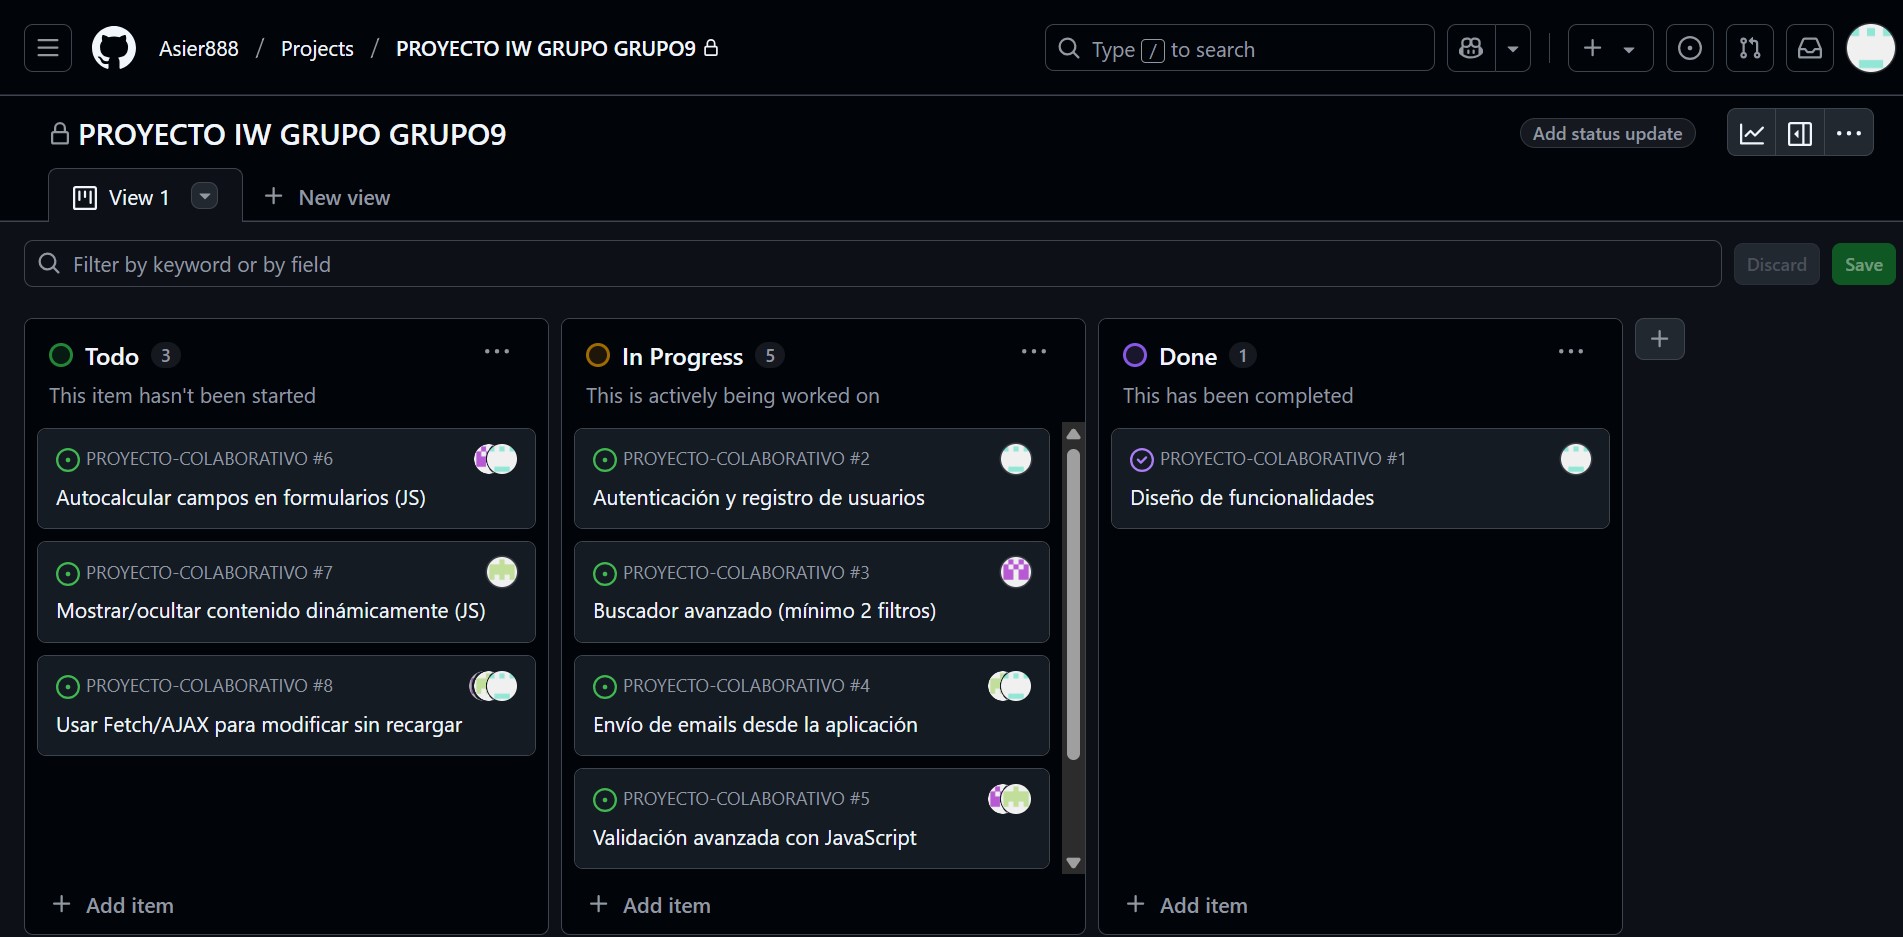 Asier888 / Projects / PROYECTO IW GRUPO GRUPO9
Type / to search
PROYECTO IW GRUPO GRUPO9
Add status update
View 1
New view
Filter by keyword or by field
Discard
Save
Todo 3
This item hasn't been started
PROYECTO-COLABORATIVO #6
Autocalcular campos en formularios (JS)
PROYECTO-COLABORATIVO #7
Mostrar/ocultar contenido dinámicamente (JS)
PROYECTO-COLABORATIVO #8
Usar Fetch/AJAX para modificar sin recargar
Add item
In Progress 5
This is actively being worked on
PROYECTO-COLABORATIVO #2
Autenticación y registro de usuarios
PROYECTO-COLABORATIVO #3
Buscador avanzado (mínimo 2 filtros)
PROYECTO-COLABORATIVO #4
Envío de emails desde la aplicación
PROYECTO-COLABORATIVO #5
Validación avanzada con JavaScript
Add item
Done 1
This has been completed
PROYECTO-COLABORATIVO #1
Diseño de funcionalidades
Add item